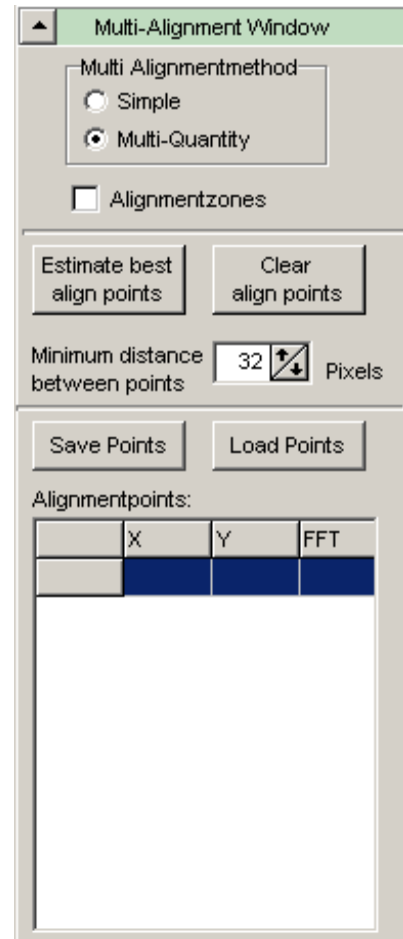 Multi-Alignment Window
Multi Alignmentmethod
Simple
Multi-Quantity
Alignmentzones
Estimate best
align points
Clear
align points
Minimum distance
between points
32
Pixels
Save Points
Load Points
Alignmentpoints:
X Y FFT